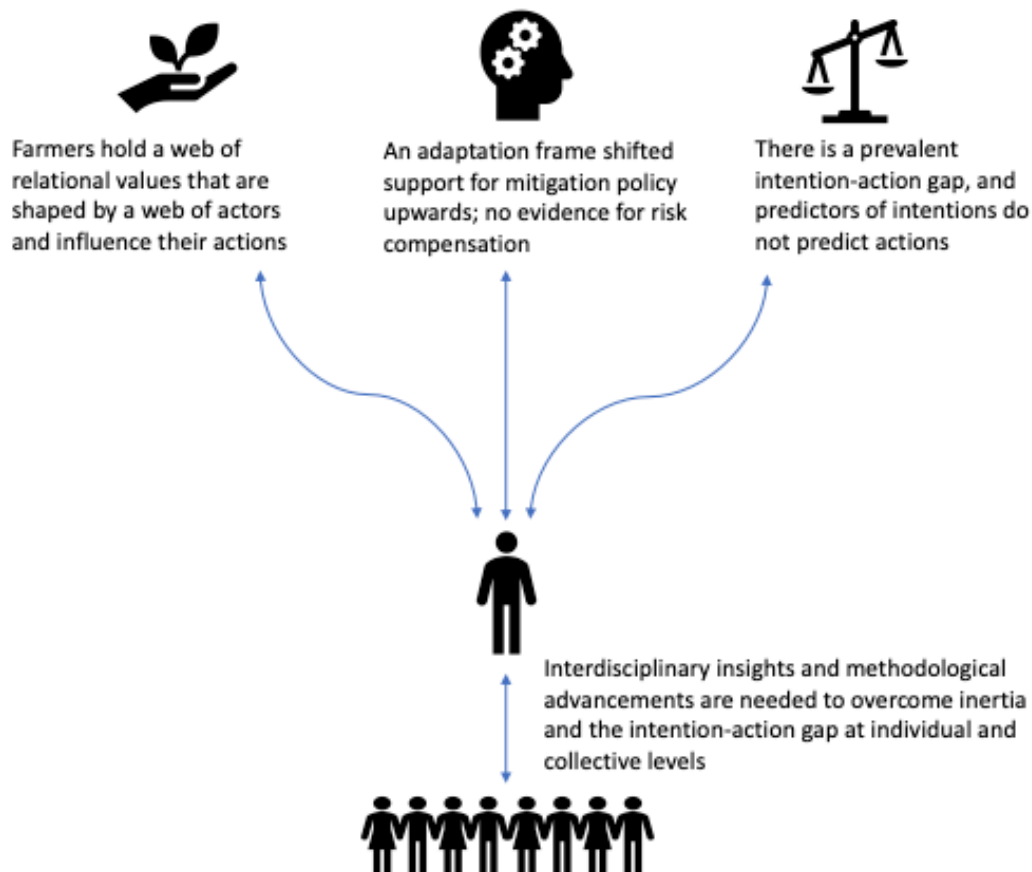 Farmers hold a web of
relational values that are
shaped by a web of actors
and influence their actions
An adaptation frame shifted
support for mitigation policy
upwards; no evidence for risk
compensation
There is a prevalent
intention-action gap, and
predictors of intentions do
not predict actions
Interdisciplinary insights and methodological
advancements are needed to overcome inertia
and the intention-action gap at individual and
collective levels